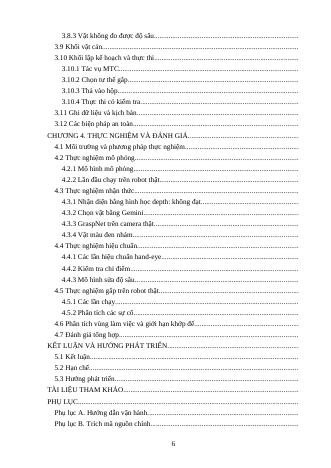 3.8.3 Vật không đo được độ sâu
3.9 Khối vật cản
3.10 Khối lập kế hoạch và thực thi
3.10.1 Tác vụ MTC
3.10.2 Chọn tư thế gắp
3.10.3 Thả vào hộp
3.10.4 Thực thi có kiểm tra
3.11 Ghi dữ liệu và kịch bản
3.12 Các biện pháp an toàn
CHƯƠNG 4. THỰC NGHIỆM VÀ ĐÁNH GIÁ
4.1 Môi trường và phương pháp thực nghiệm
4.2 Thực nghiệm mô phỏng
4.2.1 Mô hình mô phỏng
4.2.2 Lần đầu chạy trên robot thật
4.3 Thực nghiệm nhận thức
4.3.1 Nhận diện bằng hình học depth: không đạt
4.3.2 Chọn vật bằng Gemini
4.3.3 GraspNet trên camera thật
4.3.4 Vật màu đen nhám
4.4 Thực nghiệm hiệu chuẩn
4.4.1 Các lần hiệu chuẩn hand-eye
4.4.2 Kiểm tra chỉ điểm
4.4.3 Mô hình sửa độ sâu
4.5 Thực nghiệm gắp trên robot thật
4.5.1 Các lần chạy
4.5.2 Phân tích các sự cố
4.6 Phân tích vùng làm việc và giới hạn khớp đế
4.7 Đánh giá tổng hợp
KẾT LUẬN VÀ HƯỚNG PHÁT TRIỂN
5.1 Kết luận
5.2 Hạn chế
5.3 Hướng phát triển
TÀI LIỆU THAM KHẢO
PHỤ LỤC
Phụ lục A. Hướng dẫn vận hành
Phụ lục B. Trích mã nguồn chính
6